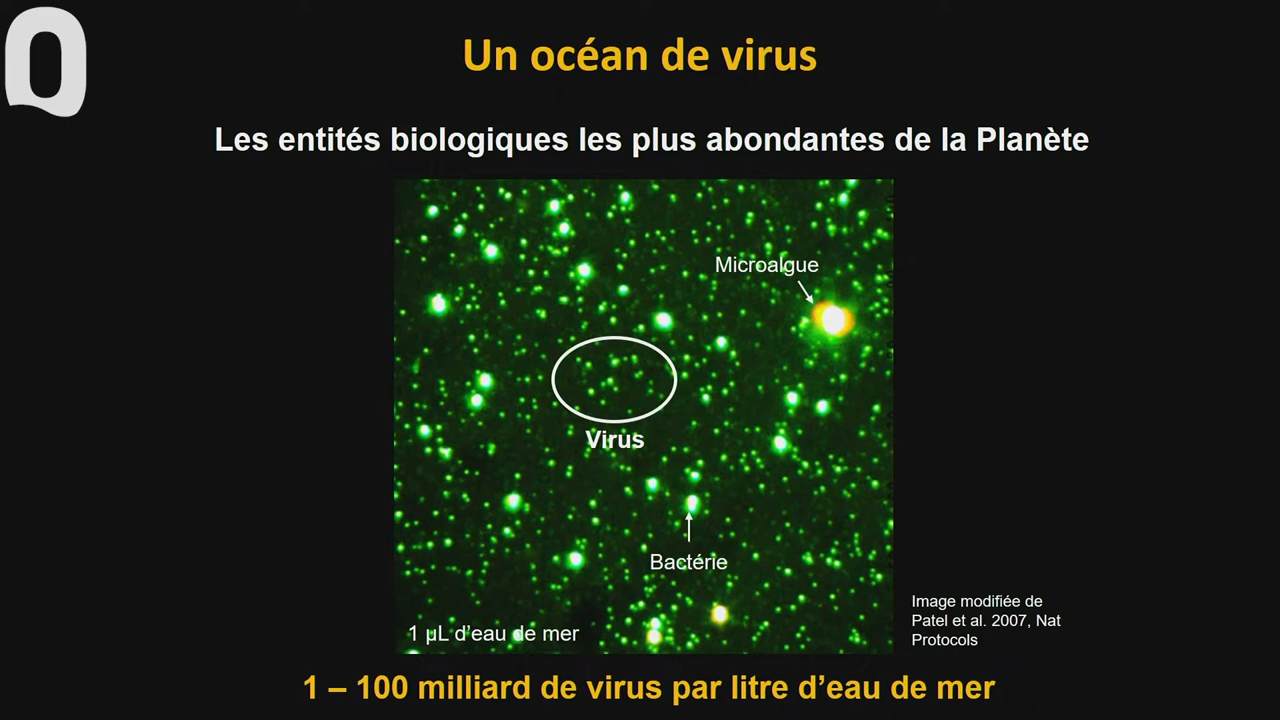 Q
Un océan de virus
Les entités biologiques les plus abondantes de la Planète
Microalgue
Virus
Bactérie
1 µL d’eau de mer
Image modifiée de
Patel et al. 2007, Nat
Protocols
1 – 100 milliard de virus par litre d’eau de mer